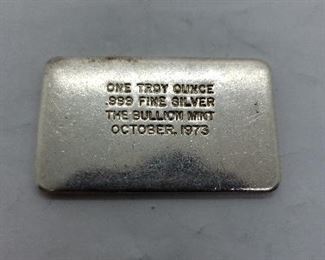 ONE TROY OUNCE
.999 FINE SILVER
THE BULLION MINT
OCTOBER, 1973